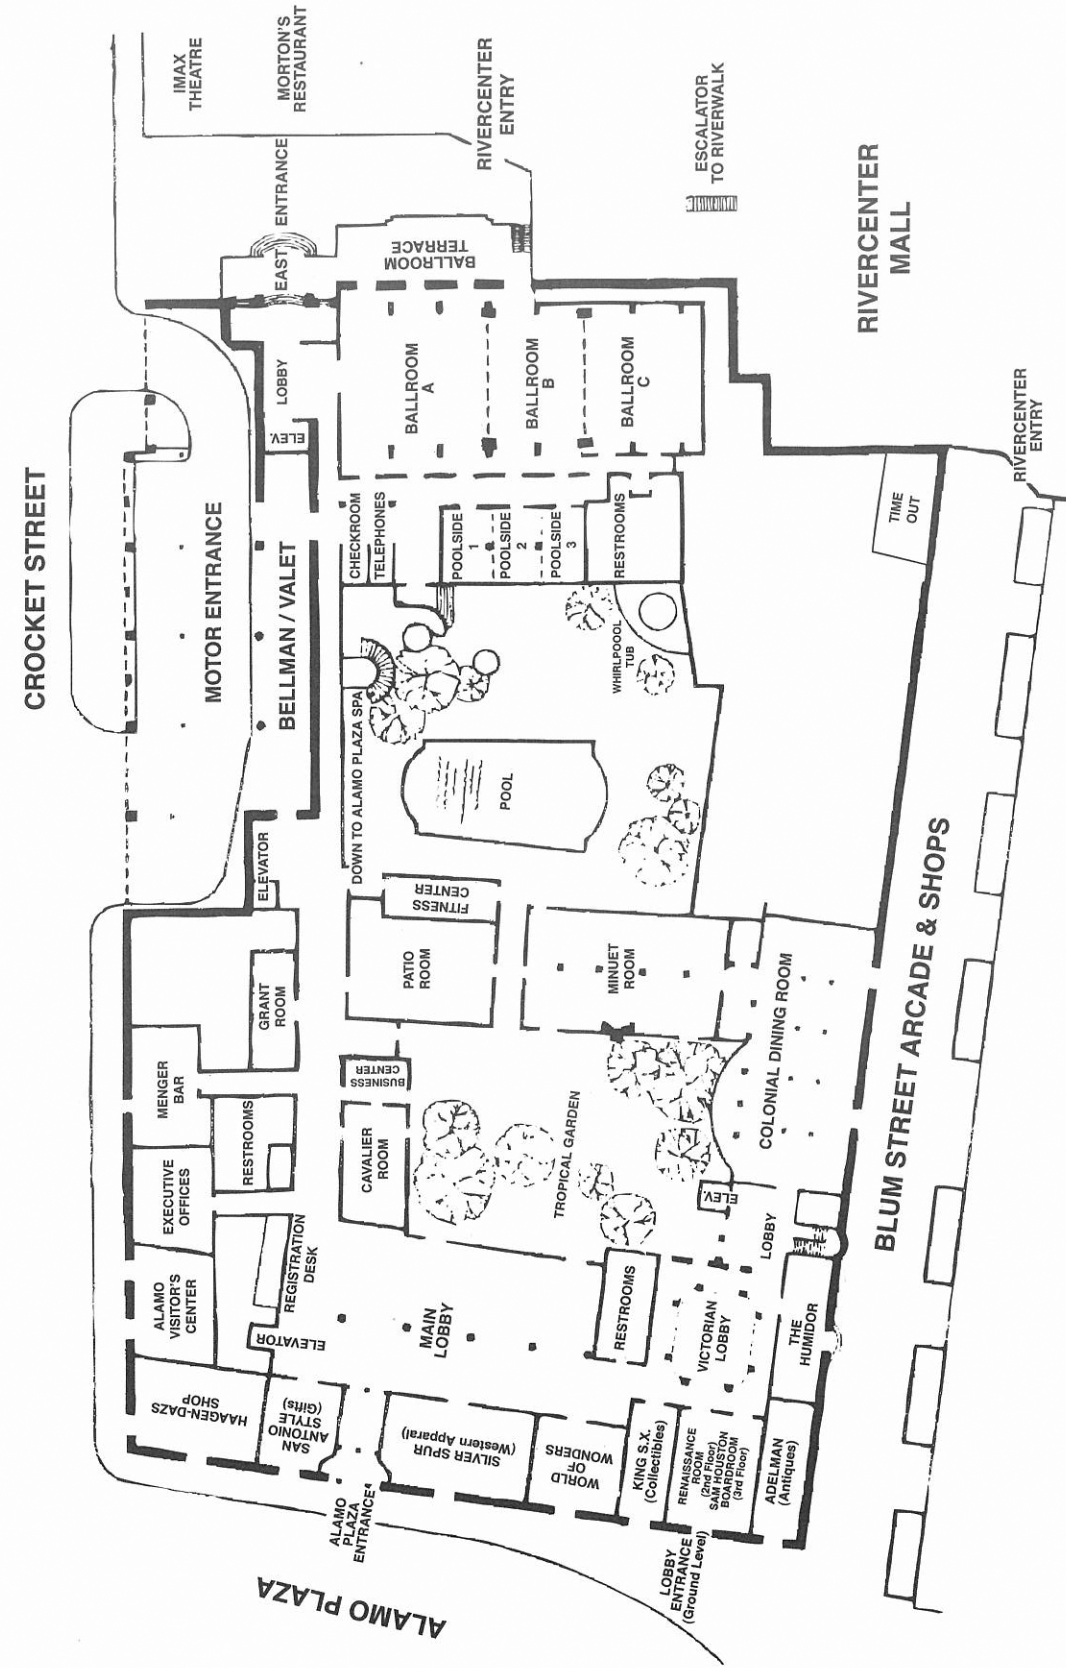 IMAX
THEATRE
MORTON'S
RESTAURANT
RIVERCENTER
ENTRY
ESCALATOR
TO RIVERWALK
RIVERCENTER
MALL
RIVERCENTER
ENTRY
EAST ENTRANCE
BALLROOM
TERRACE
CROCKET STREET
MOTOR ENTRANCE
BELLMAN / VALET
LOBBY
ELEV.
BALLROOM
A
BALLROOM
B
BALLROOM
C
CHECKROOM
TELEPHONES
POOLSIDE
1
POOLSIDE
2
POOLSIDE
3
RESTROOMS
TIME
OUT
WHIRLPOOOL
TUB
DOWN TO ALAMO PLAZA SPA
POOL
ELEVATOR
FITNESS
CENTER
PATIO
ROOM
MINUET
ROOM
GRANT
ROOM
MENGER
BAR
BUSINESS
CENTER
COLONIAL DINING ROOM
BLUM STREET ARCADE & SHOPS
RESTROOMS
CAVALIER
ROOM
TROPICAL GARDEN
EXECUTIVE
OFFICES
ELEV.
LOBBY
REGISTRATION
DESK
ALAMO
VISITOR'S
CENTER
ELEVATOR
MAIN
LOBBY
RESTROOMS
VICTORIAN
LOBBY
THE
HUMIDOR
HAAGEN-DAZS
SHOP
SAN
ANTONIO
STYLE
(Gifts)
SILVER SPUR
(Western Apparal)
WORLD
OF
WONDERS
KING S.X.
(Collectibles)
RENAISSANCE
ROOM
(2nd Floor)
SAM HOUSTON
BOARDROOM
(3rd Floor)
ADELMAN
(Antiques)
ALAMO
PLAZA
ENTRANCE
LOBBY
ENTRANCE
(Ground Level)
ALAMO PLAZA